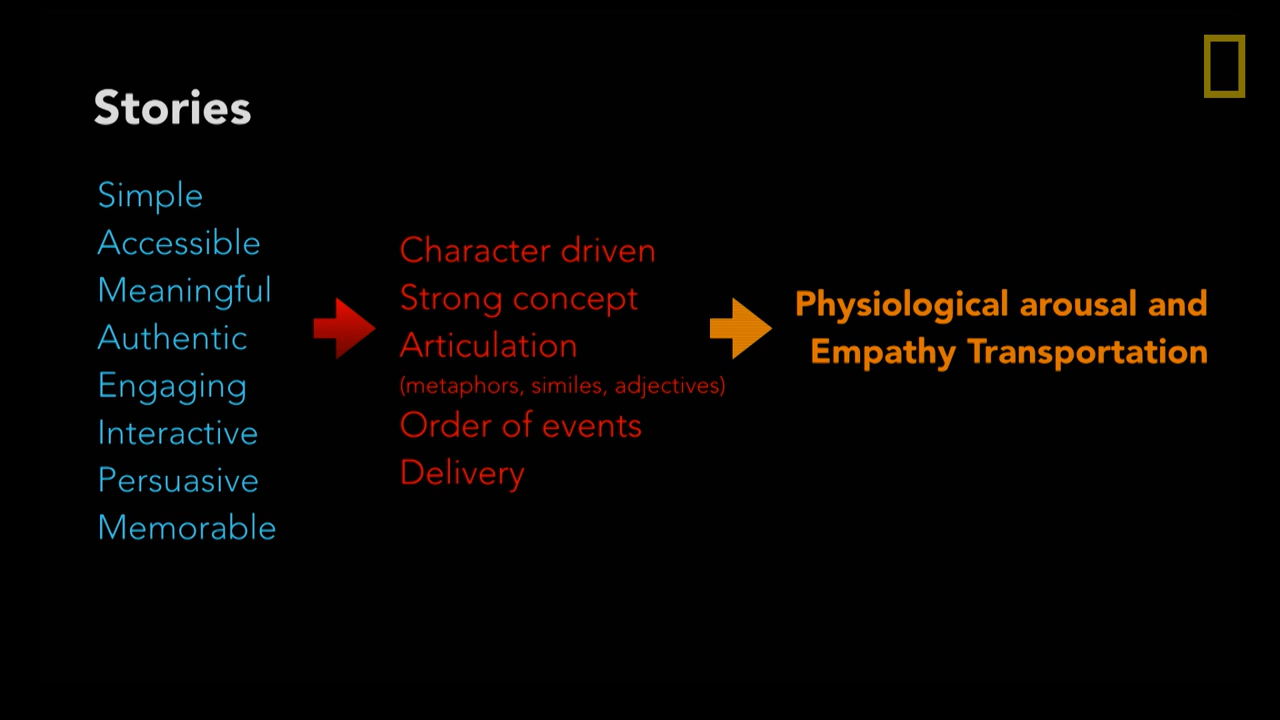 Stories
Simple
Accessible
Meaningful
Authentic
Engaging
Interactive
Persuasive
Memorable
Character driven
Strong concept
Articulation
(metaphors, similes, adjectives)
Order of events
Delivery
Physiological arousal and
Empathy Transportation